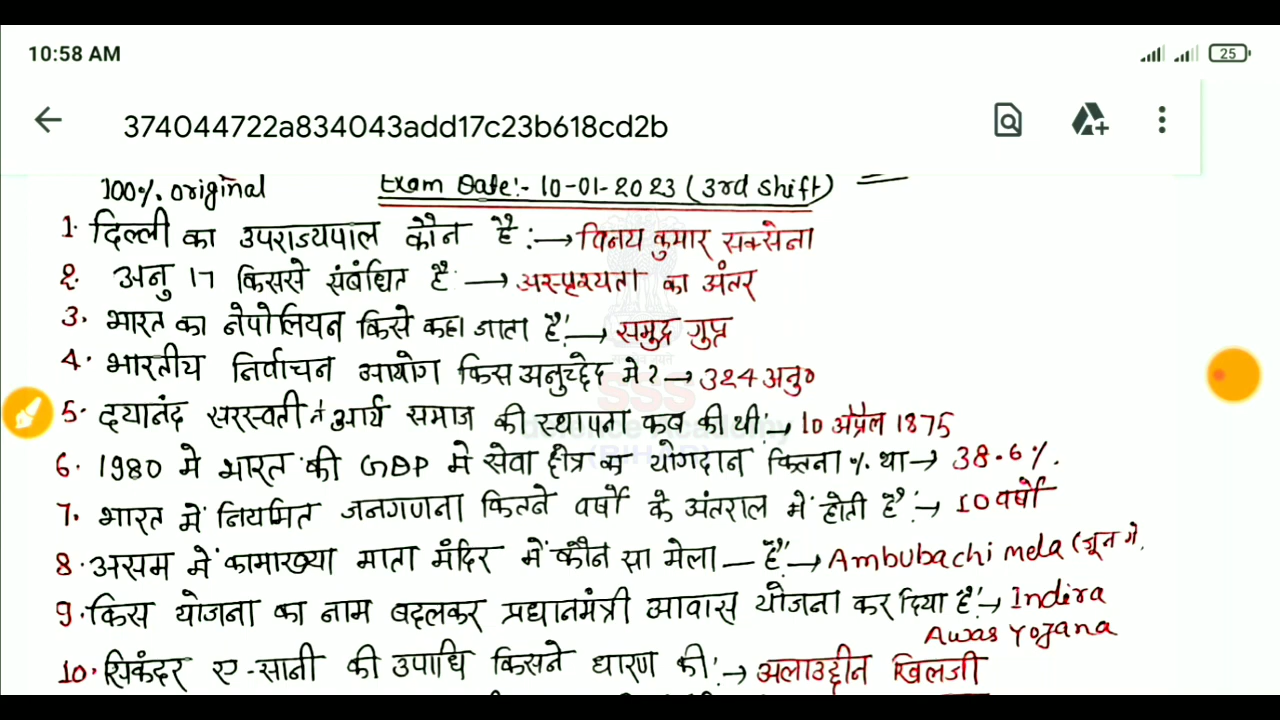 10:58 AM
25
374044722a834043add17c23b618cd2b
100% original Exam Date:- 10-01-2023 (3rd shift)
1. दिल्ली का उपराज्यपाल कौन है :→ विनय कुमार सक्सेना
2. अनु 17 किससे संबंधित है → अस्पृश्यता का अंतर
3. भारत का नेपोलियन किसे कहा जाता है → समुद्र गुप्त
4. भारतीय निर्वाचन आयोग किस अनुच्छेद मे? → 324 अनु०
SSS
5. दयानंद सरस्वती ने आर्य समाज की स्थापना कब की थी → 10 अप्रैल 1875
6. 1980 मे भारत की GDP मे सेवा क्षेत्र का योगदान कितना % था → 38.6%.
7. भारत में नियमित जनगणना कितने वर्षों के अंतराल में होती है → 10 वर्षों
8. असम में कामाख्या माता मंदिर में कौन सा मेला — है → Ambubachi mela (जून मे,
9. किस योजना का नाम बदलकर प्रधानमंत्री आवास योजना कर दिया है → Indira
Awas Yojana
10. सिकंदर ए-सानी की उपाधि किसने धारण की → अलाउद्दीन खिलजी